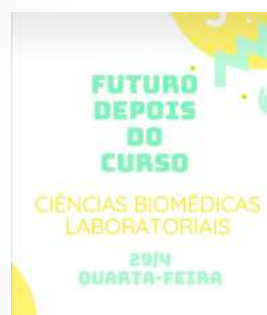 FUTURO
DEPOIS
DO
CURSO
CIÊNCIAS BIOMÉDICAS
LABORATORIAIS
29/4
QUARTA-FEIRA